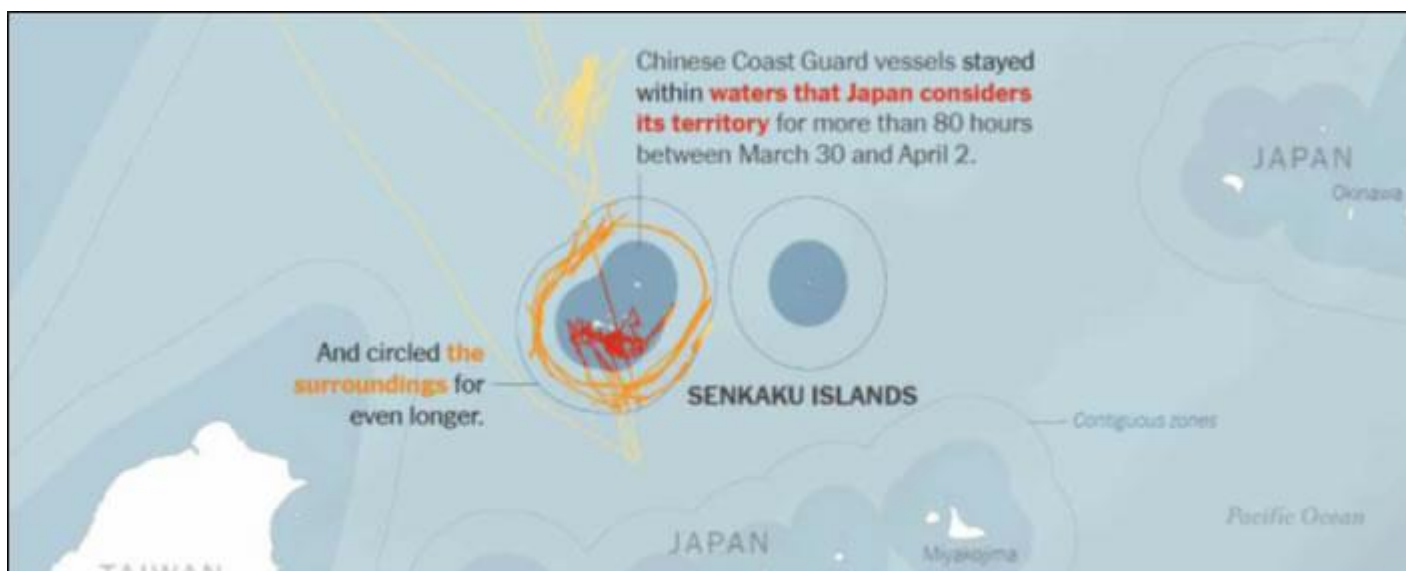 Chinese Coast Guard vessels stayed
within waters that Japan considers
its territory for more than 80 hours
between March 30 and April 2.
JAPAN
Okinawa
And circled the
surroundings for
even longer.
SENKAKU ISLANDS
Contiguous zones
Pacific Ocean
JAPAN
Miyakojima
TAIWAN